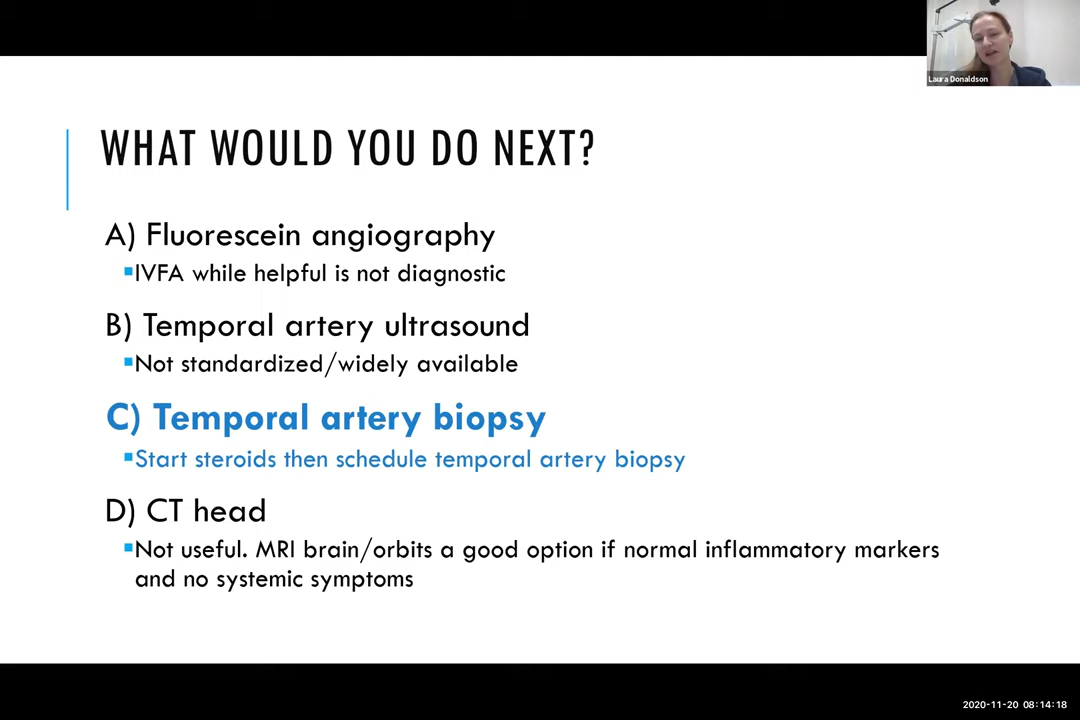 Laura Donaldson
WHAT WOULD YOU DO NEXT?
A) Fluorescein angiography
▪IVFA while helpful is not diagnostic
B) Temporal artery ultrasound
▪Not standardized/widely available
C) Temporal artery biopsy
▪Start steroids then schedule temporal artery biopsy
D) CT head
▪Not useful. MRI brain/orbits a good option if normal inflammatory markers
and no systemic symptoms
2020-11-20 08:14:18